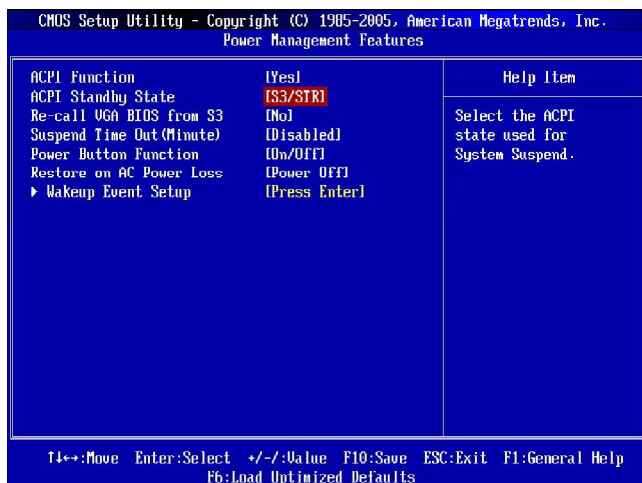 CMOS Setup Utility - Copyright (C) 1985-2005, American Megatrends, Inc.
Power Management Features
ACPI Function [Yes]
ACPI Standby State [S3/STR]
Re-call VGA BIOS from S3 [No]
Suspend Time Out(Minute) [Disabled]
Power Button Function [On/Off]
Restore on AC Power Loss [Power Off]
▶ Wakeup Event Setup [Press Enter]
Help Item
Select the ACPI
state used for
System Suspend.
↑↓←→:Move Enter:Select +/-/:Value F10:Save ESC:Exit F1:General Help
F6:Load Optimized Defaults